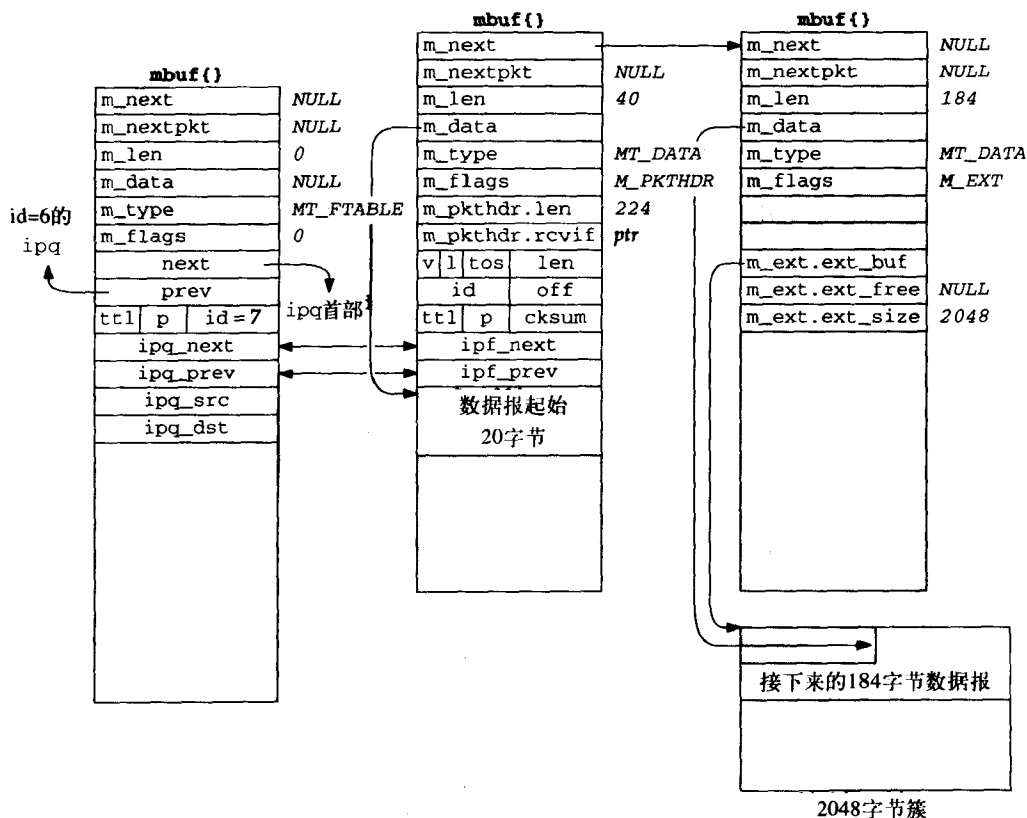 mbuf{}
m_next NULL
m_nextpkt NULL
m_len 0
m_data NULL
m_type MT_FTABLE
m_flags 0
next
prev
ttl p id=7
ipq_next
ipq_prev
ipq_src
ipq_dst
id=6的
ipq
ipq首部
mbuf{}
m_next
m_nextpkt NULL
m_len 40
m_data
m_type MT_DATA
m_flags M_PKTHDR
m_pkthdr.len 224
m_pkthdr.rcvif ptr
v l tos len
id off
ttl p cksum
ipf_next
ipf_prev
数据报起始
20字节
mbuf{}
m_next NULL
m_nextpkt NULL
m_len 184
m_data
m_type MT_DATA
m_flags M_EXT
m_ext.ext_buf
m_ext.ext_free NULL
m_ext.ext_size 2048
接下来的184字节数据报
2048字节簇